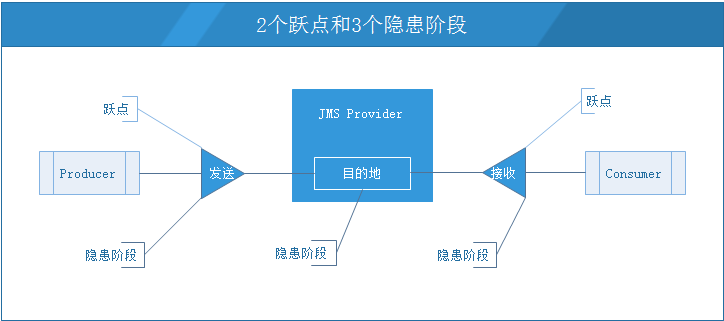 2个跃点和3个隐患阶段
跃点
跃点
JMS Provider
Producer
发送
目的地
接收
Consumer
隐患阶段
隐患阶段
隐患阶段